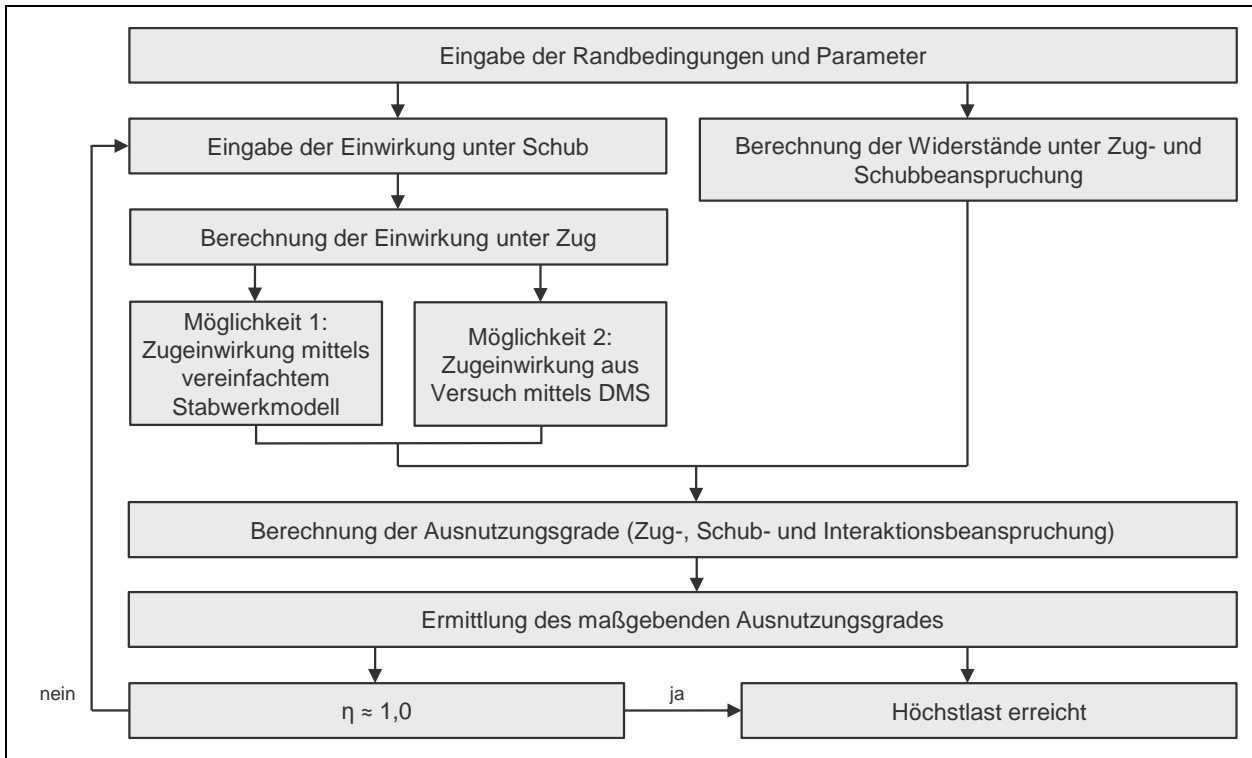 Eingabe der Randbedingungen und Parameter
Eingabe der Einwirkung unter Schub
Berechnung der Widerstände unter Zug- und
Schubbeanspruchung
Berechnung der Einwirkung unter Zug
Möglichkeit 1:
Zugeinwirkung mittels
vereinfachtem
Stabwerkmodell
Möglichkeit 2:
Zugeinwirkung aus
Versuch mittels DMS
Berechnung der Ausnutzungsgrade (Zug-, Schub- und Interaktionsbeanspruchung)
Ermittlung des maßgebenden Ausnutzungsgrades
nein
η ≈ 1,0
ja
Höchstlast erreicht